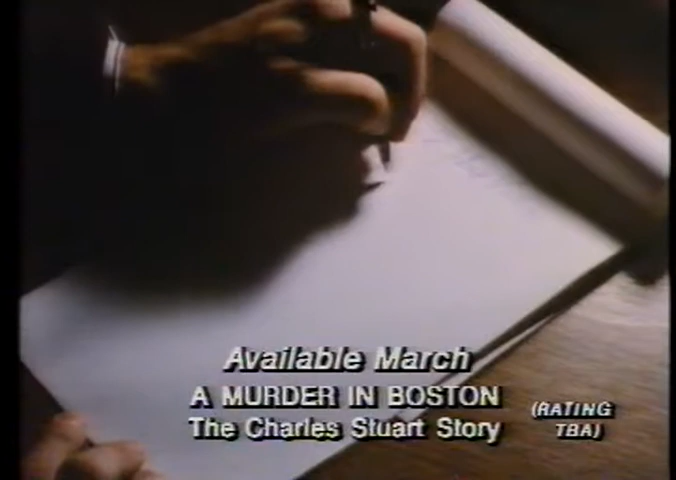 Available March
A MURDER IN BOSTON
The Charles Stuart Story
(RATING
TBA)